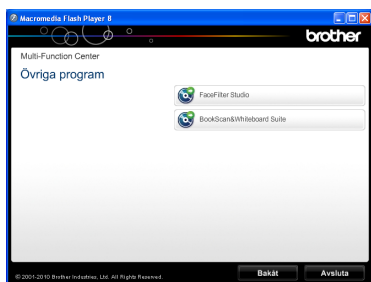 Macromedia Flash Player 8
brother
Multi-Function Center
Övriga program
FaceFilter Studio
BookScan&Whiteboard Suite
© 2001-2010 Brother Industries, Ltd. All Rights Reserved.
Bakåt
Avsluta